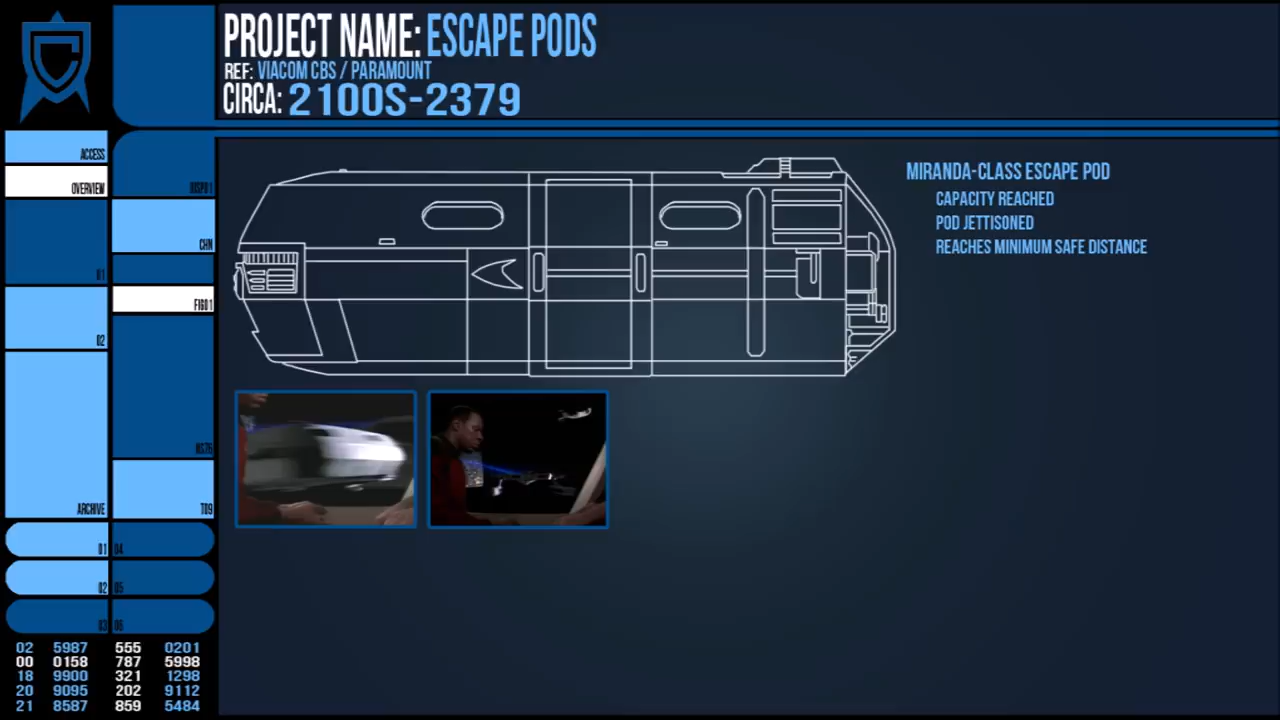 PROJECT NAME: ESCAPE PODS
REF: VIACOM CBS / PARAMOUNT
CIRCA: 2100S-2379
ACCESS
OVERVIEW
01
02
ARCHIVE
01
02
03
CHN
FIG01
TD9
04
05
06
MIRANDA-CLASS ESCAPE POD
CAPACITY REACHED
POD JETTISONED
REACHES MINIMUM SAFE DISTANCE
02 5987 555 0201
00 0158 787 5998
18 9900 321 1298
20 9095 202 9112
21 8587 859 5484